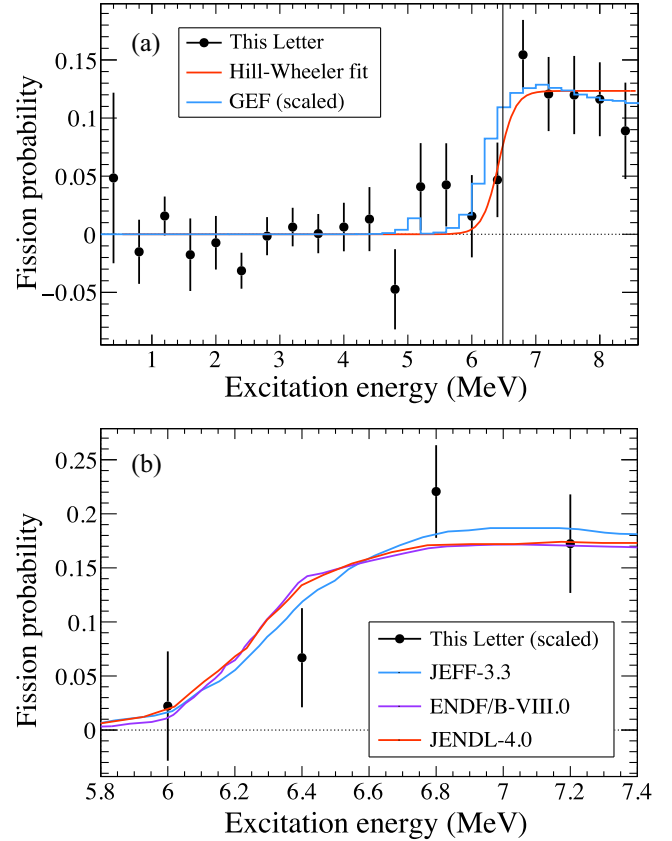 (a)
This Letter
Hill-Wheeler fit
GEF (scaled)
Fission probability
0.15
0.1
0.05
0
−0.05
1 2 3 4 5 6 7 8
Excitation energy (MeV)
(b)
Fission probability
0.25
0.2
0.15
0.1
0.05
0
This Letter (scaled)
JEFF-3.3
ENDF/B-VIII.0
JENDL-4.0
5.8 6 6.2 6.4 6.6 6.8 7 7.2 7.4
Excitation energy (MeV)